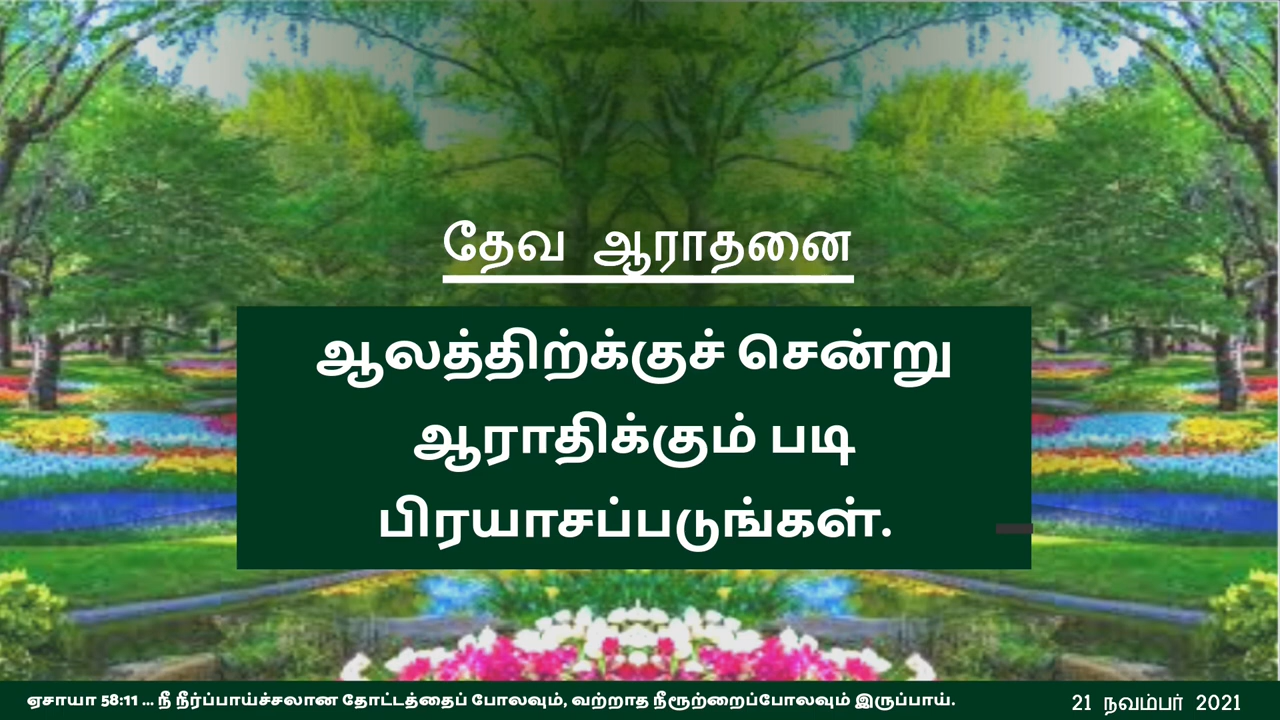 தேவ ஆராதனை
ஆலத்திற்க்குச் சென்று
ஆராதிக்கும் படி
பிரயாசப்படுங்கள்.
ஏசாயா 58:11 ... நீ நீர்ப்பாய்ச்சலான தோட்டத்தைப் போலவும், வற்றாத நீரூற்றைப்போலவும் இருப்பாய்.
21 நவம்பர் 2021